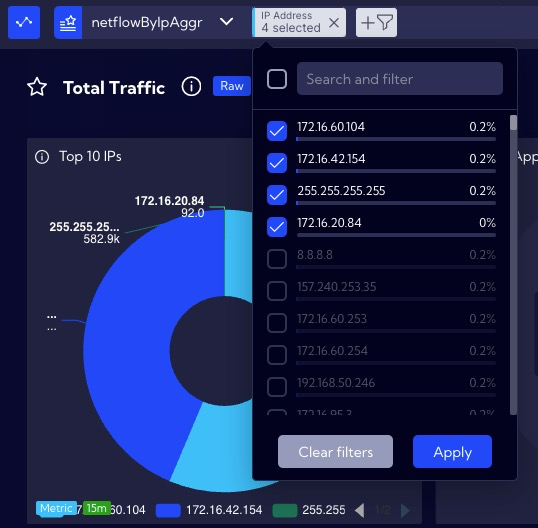 netflowByIpAggr
IP Address
4 selected
Total Traffic
Raw
Search and filter
172.16.60.104 0.2%
172.16.42.154 0.2%
255.255.255.255 0.2%
172.16.20.84 0%
8.8.8.8 0.2%
157.240.253.35 0.2%
172.16.60.253 0.2%
172.16.60.254 0.2%
192.168.50.246 0.2%
172.16.95.3 0.2%
Clear filters Apply
Top 10 IPs
172.16.20.84
92.0
255.255.25...
582.9k
...
...
Metric 15m 60.104 172.16.42.154 255.255 1/2